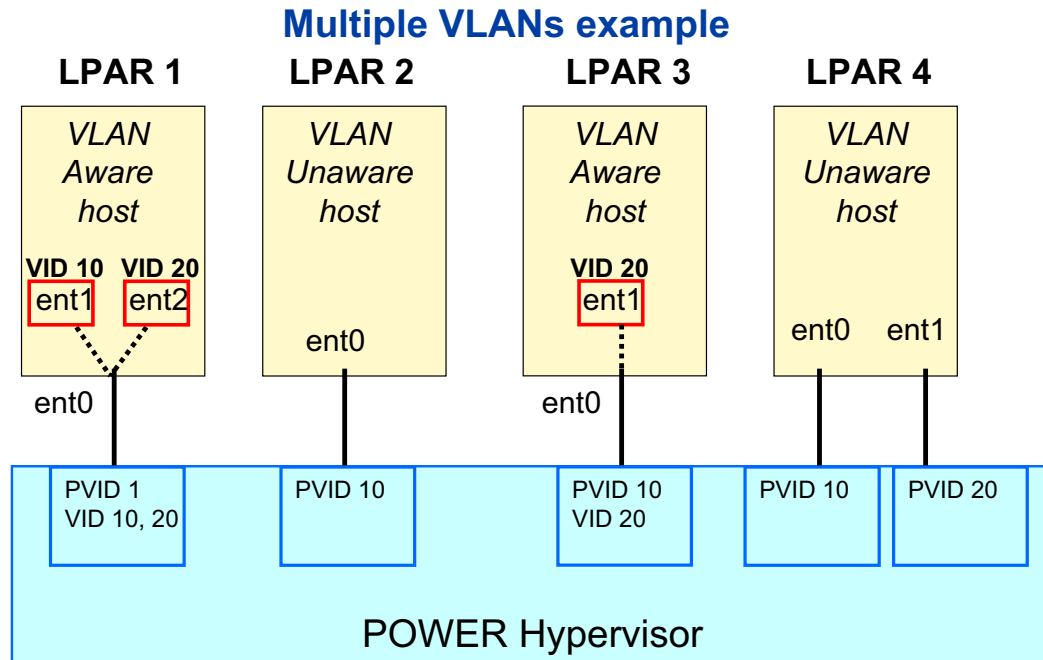 Multiple VLANs example
LPAR 1
LPAR 2
LPAR 3
LPAR 4
VLAN
Aware
host
VID 10
VID 20
ent1
ent2
ent0
VLAN
Unaware
host
ent0
VLAN
Aware
host
VID 20
ent1
ent0
VLAN
Unaware
host
ent0
ent1
PVID 1
VID 10, 20
PVID 10
PVID 10
VID 20
PVID 10
PVID 20
POWER Hypervisor